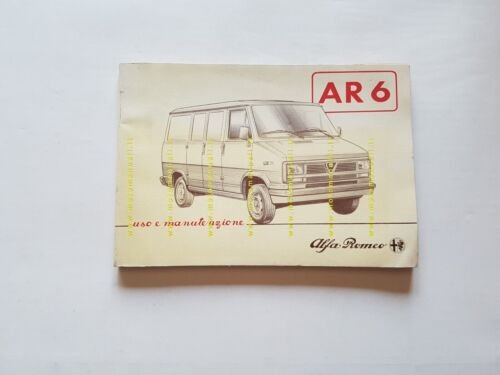 AR 6
uso e manutenzione
Alfa Romeo